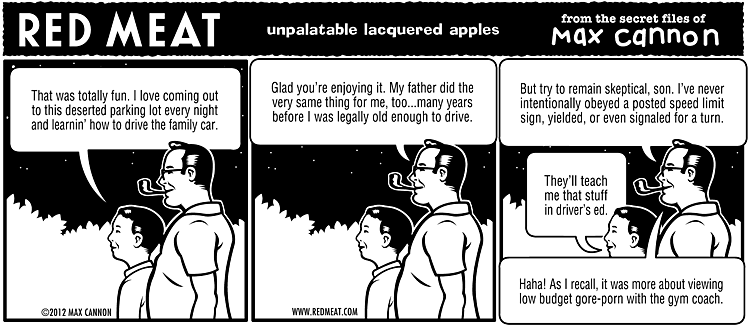 RED MEAT
unpalatable lacquered apples
from the secret files of
Max Cannon
That was totally fun. I love coming out
to this deserted parking lot every night
and learnin' how to drive the family car.
©2012 MAX CANNON
Glad you're enjoying it. My father did the
very same thing for me, too...many years
before I was legally old enough to drive.
WWW.REDMEAT.COM
But try to remain skeptical, son. I've never
intentionally obeyed a posted speed limit
sign, yielded, or even signaled for a turn.
They'll teach
me that stuff
in driver's ed.
Haha! As I recall, it was more about viewing
low budget gore-porn with the gym coach.